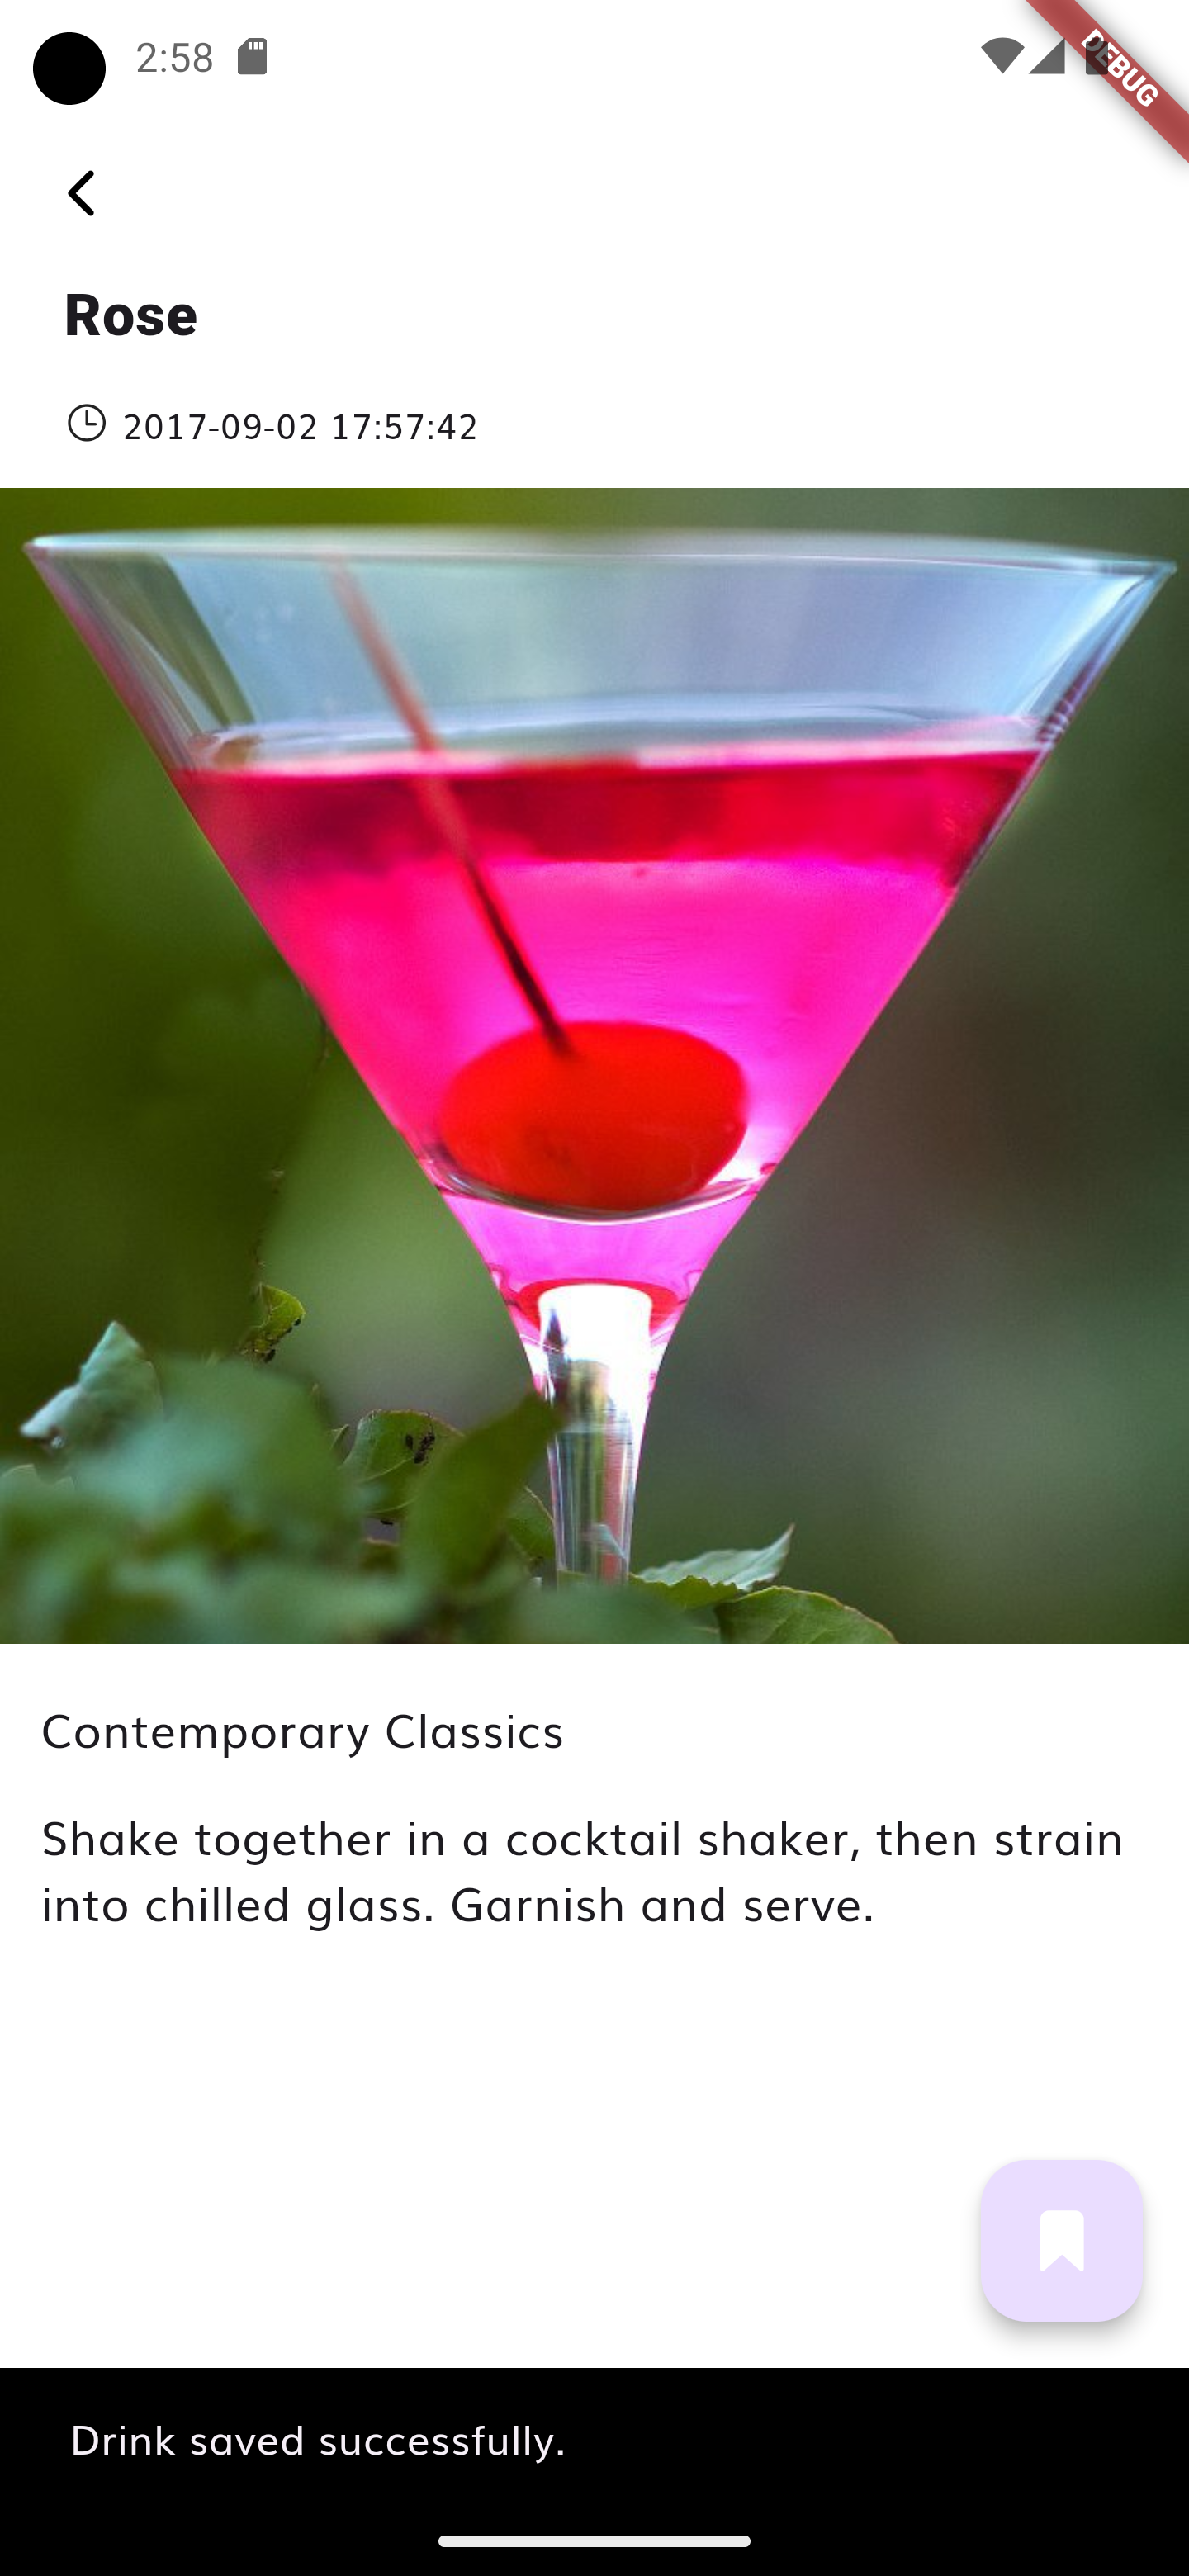 2:58
DEBUG
Rose
2017-09-02 17:57:42
Contemporary Classics
Shake together in a cocktail shaker, then strain
into chilled glass. Garnish and serve.
Drink saved successfully.